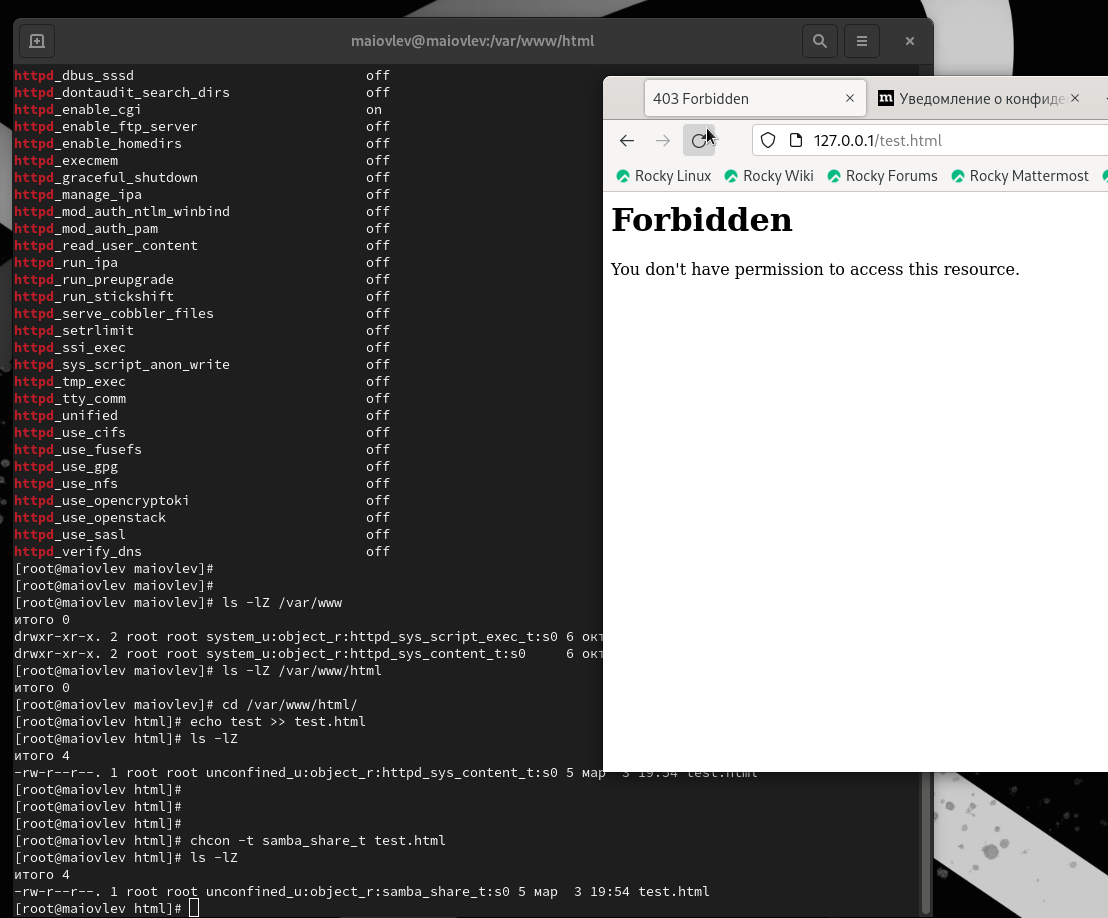 maiovlev@maiovlev:/var/www/html
httpd_dbus_sssd off
httpd_dontaudit_search_dirs off
httpd_enable_cgi on
httpd_enable_ftp_server off
httpd_enable_homedirs off
httpd_execmem off
httpd_graceful_shutdown off
httpd_manage_ipa off
httpd_mod_auth_ntlm_winbind off
httpd_mod_auth_pam off
httpd_read_user_content off
httpd_run_ipa off
httpd_run_preupgrade off
httpd_run_stickshift off
httpd_serve_cobbler_files off
httpd_setrlimit off
httpd_ssi_exec off
httpd_sys_script_anon_write off
httpd_tmp_exec off
httpd_tty_comm off
httpd_unified off
httpd_use_cifs off
httpd_use_fusefs off
httpd_use_gpg off
httpd_use_nfs off
httpd_use_opencryptoki off
httpd_use_openstack off
httpd_use_sasl off
httpd_verify_dns off
[root@maiovlev maiovlev]#
[root@maiovlev maiovlev]#
[root@maiovlev maiovlev]# ls -lZ /var/www
итого 0
drwxr-xr-x. 2 root root system_u:object_r:httpd_sys_script_exec_t:s0 6 окт
drwxr-xr-x. 2 root root system_u:object_r:httpd_sys_content_t:s0 6 окт
[root@maiovlev maiovlev]# ls -lZ /var/www/html
итого 0
[root@maiovlev maiovlev]# cd /var/www/html/
[root@maiovlev html]# echo test >> test.html
[root@maiovlev html]# ls -lZ
итого 4
-rw-r--r--. 1 root root unconfined_u:object_r:httpd_sys_content_t:s0 5 мар 3 19:54 test.html
[root@maiovlev html]#
[root@maiovlev html]#
[root@maiovlev html]#
[root@maiovlev html]# chcon -t samba_share_t test.html
[root@maiovlev html]# ls -lZ
итого 4
-rw-r--r--. 1 root root unconfined_u:object_r:samba_share_t:s0 5 мар 3 19:54 test.html
[root@maiovlev html]#
403 Forbidden
m Уведомление о конфиде
127.0.0.1/test.html
Rocky Linux Rocky Wiki Rocky Forums Rocky Mattermost
Forbidden
You don't have permission to access this resource.